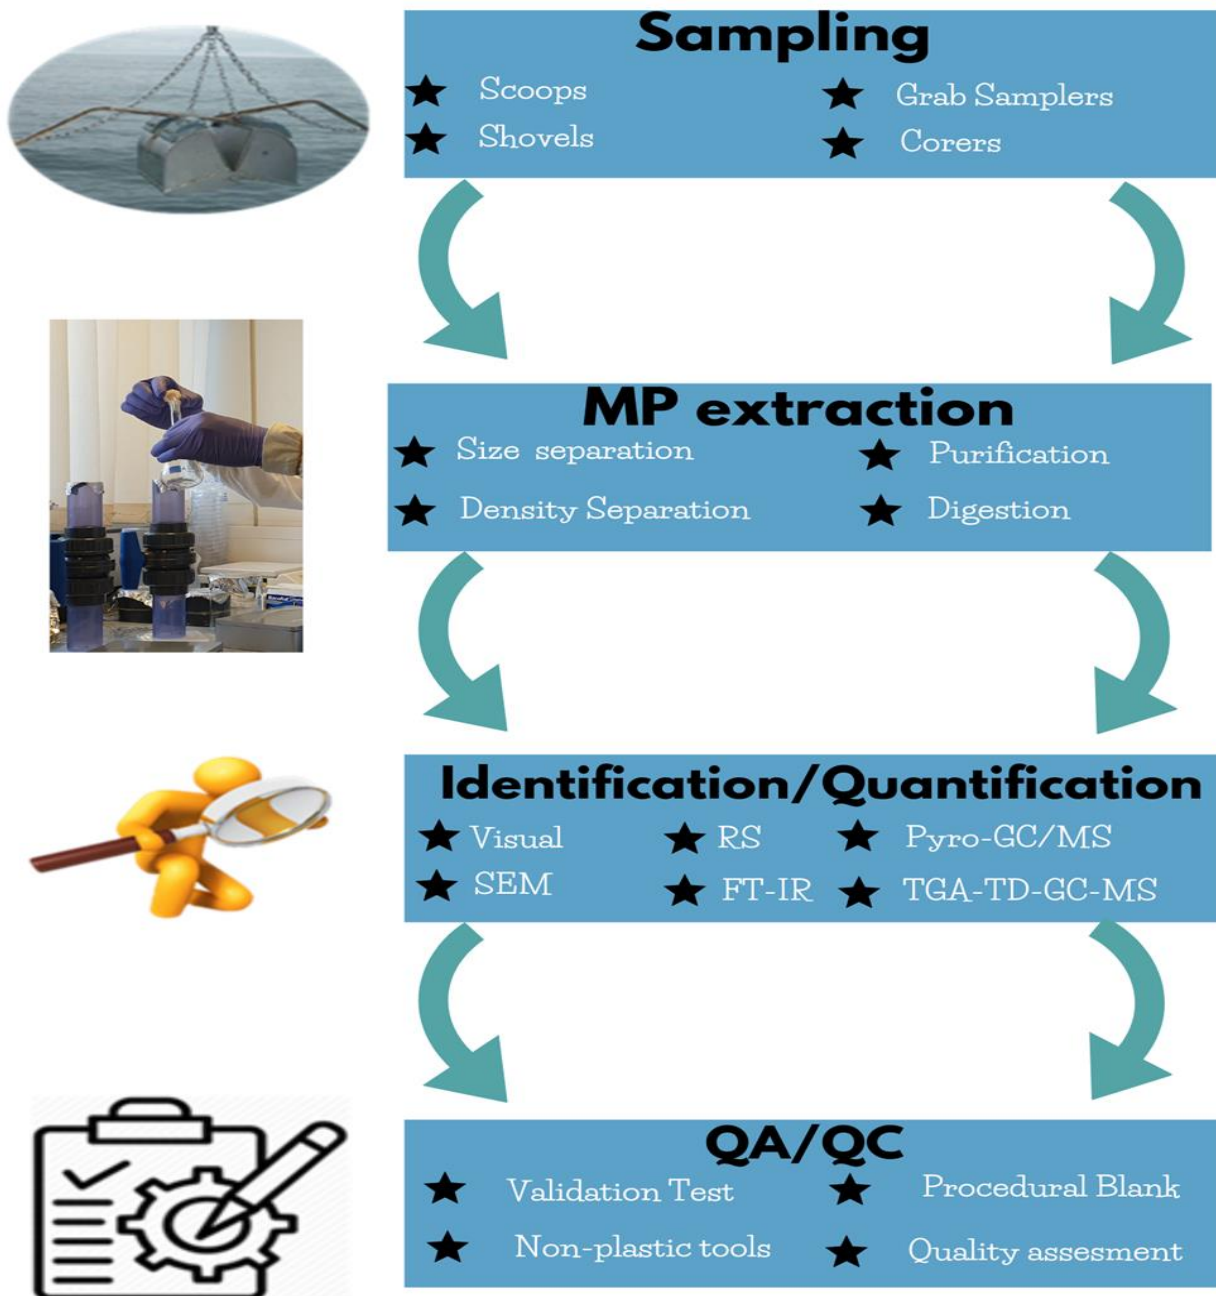 Sampling
Scoops Grab Samplers
Shovels Corers
MP extraction
Size separation Purification
Density Separation Digestion
Identification/Quantification
Visual RS Pyro-GC/MS
SEM FT-IR TGA-TD-GC-MS
QA/QC
Validation Test Procedural Blank
Non-plastic tools Quality assesment